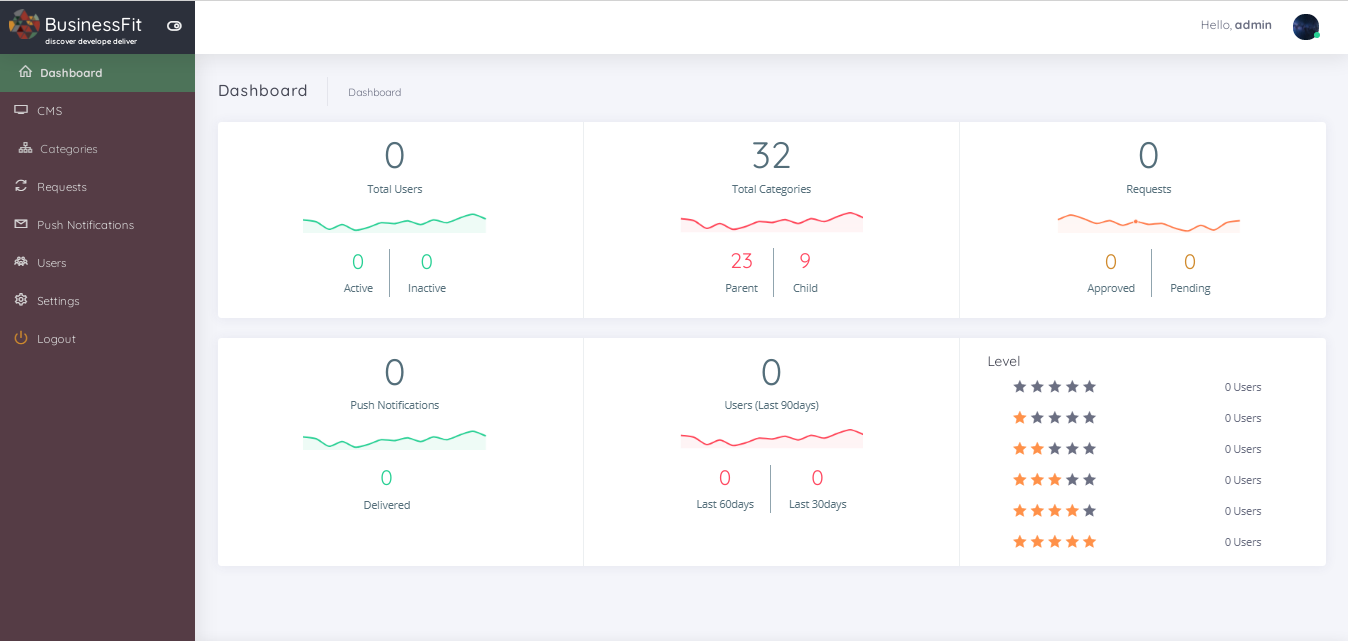 BusinessFit
discover develope deliver
Hello, admin
Dashboard
CMS
Categories
Requests
Push Notifications
Users
Settings
Logout
Dashboard
Dashboard
0
Total Users
0
0
Active
Inactive
32
Total Categories
23
9
Parent
Child
0
Requests
0
0
Approved
Pending
0
Push Notifications
0
Delivered
0
Users (Last 90days)
0
0
Last 60days
Last 30days
Level
0 Users
0 Users
0 Users
0 Users
0 Users
0 Users